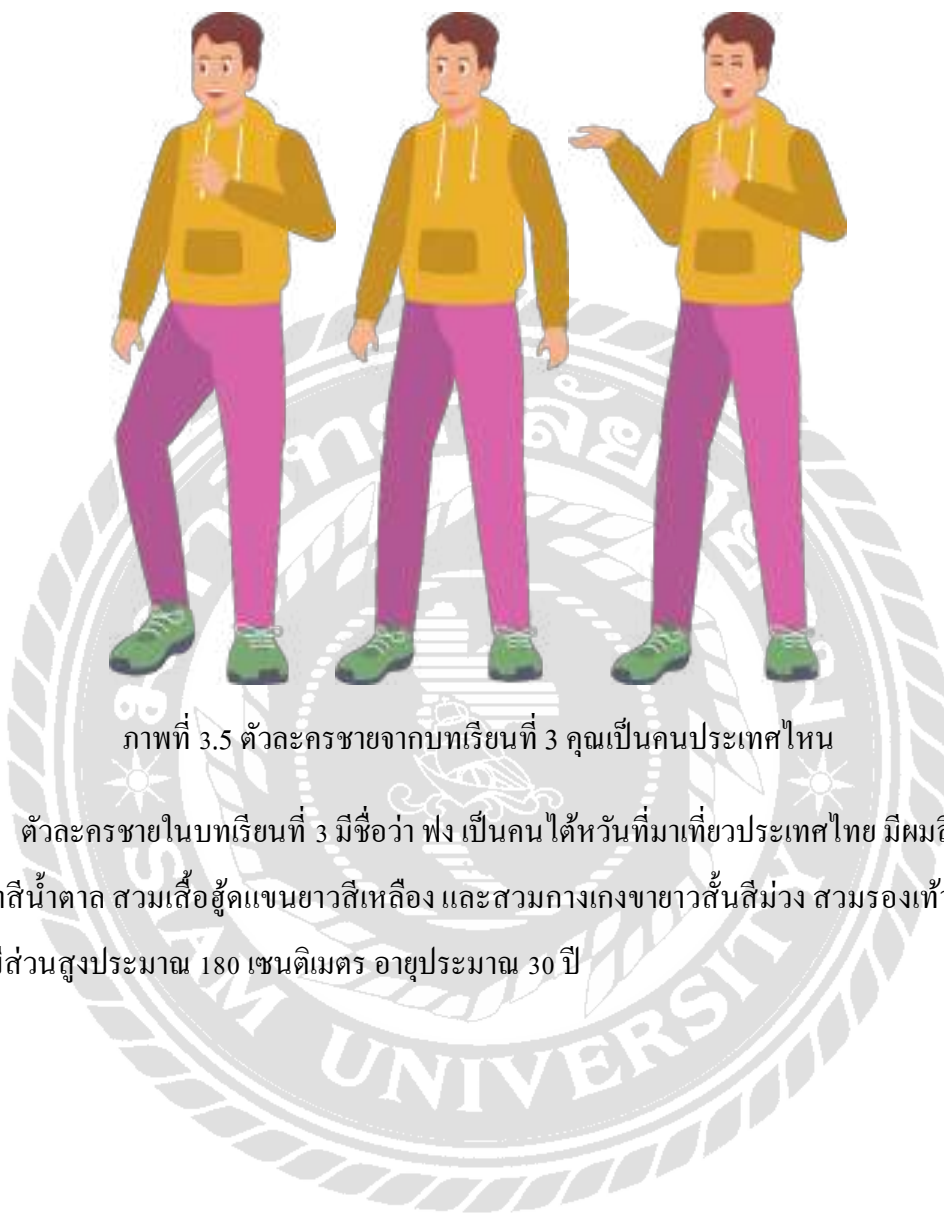 ภาพที่ 3.5 ตัวละครชายจากบทเรียนที่ 3 คุณเป็นคนประเทศไหน
ตัวละครชายในบทเรียนที่ 3 มีชื่อว่า ฟง เป็นคนไต้หวันที่มาเที่ยวประเทศไทย มีผม
สีน้ำตาล สวมเสื้อฮู้ดแขนยาวสีเหลือง และสวมกางเกงขายาวสั้นสีม่วง สวมรองเท้า
มีส่วนสูงประมาณ 180 เซนติเมตร อายุประมาณ 30 ปี
SIAM UNIVERSITY